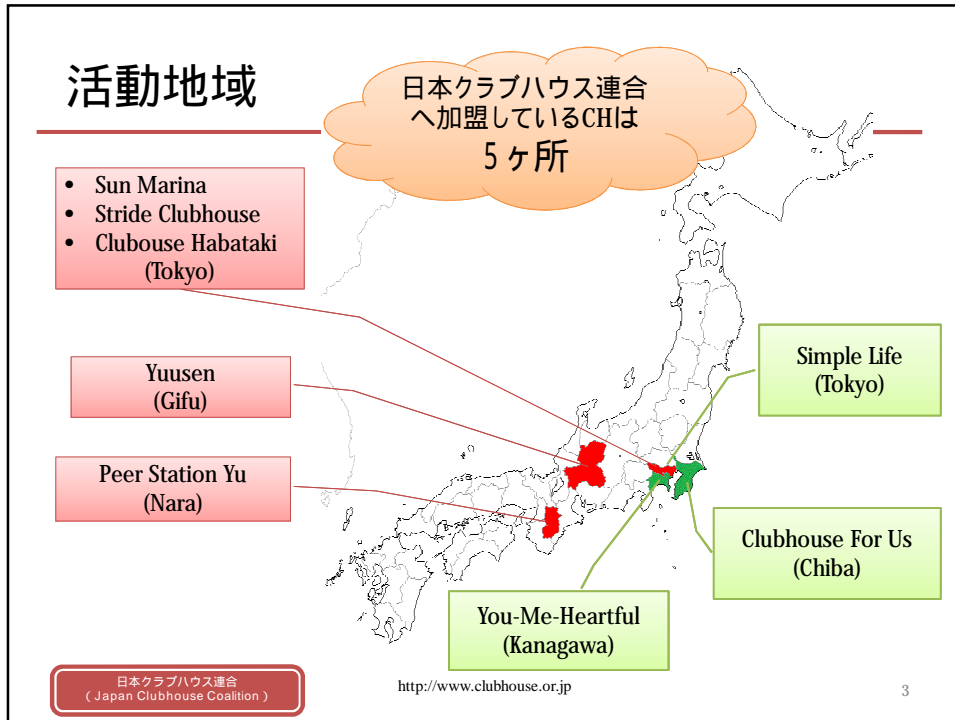 活動地域
日本クラブハウス連合
へ加盟しているCHは
5ヶ所
• Sun Marina
• Stride Clubhouse
• Clubouse Habataki
(Tokyo)
Yuusen
(Gifu)
Peer Station Yu
(Nara)
Simple Life
(Tokyo)
Clubhouse For Us
(Chiba)
You-Me-Heartful
(Kanagawa)
日本クラブハウス連合
( Japan Clubhouse Coalition )
http://www.clubhouse.or.jp
3